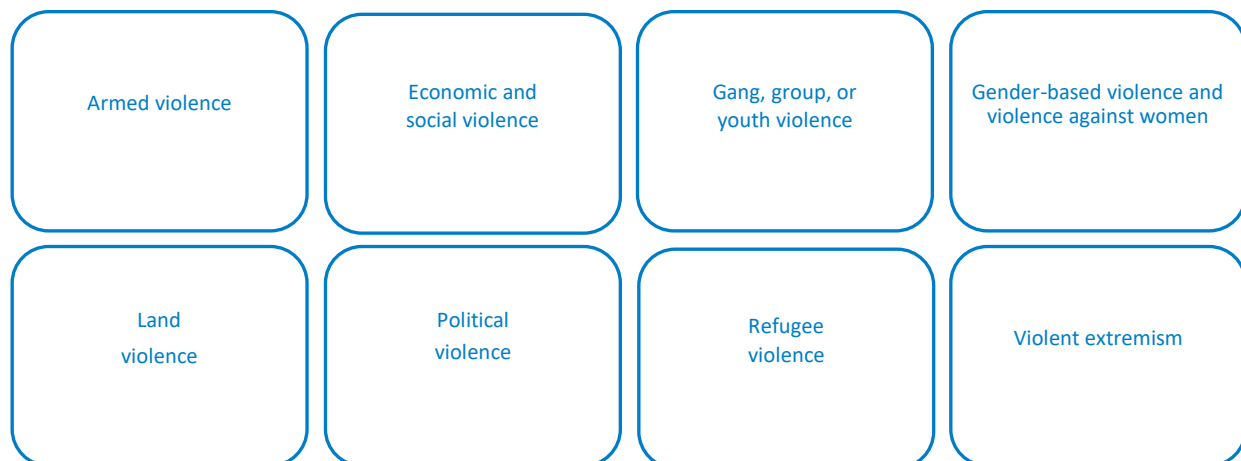 Armed violence
Economic and
social violence
Gang, group, or
youth violence
Gender-based violence and
violence against women
Land
violence
Political
violence
Refugee
violence
Violent extremism